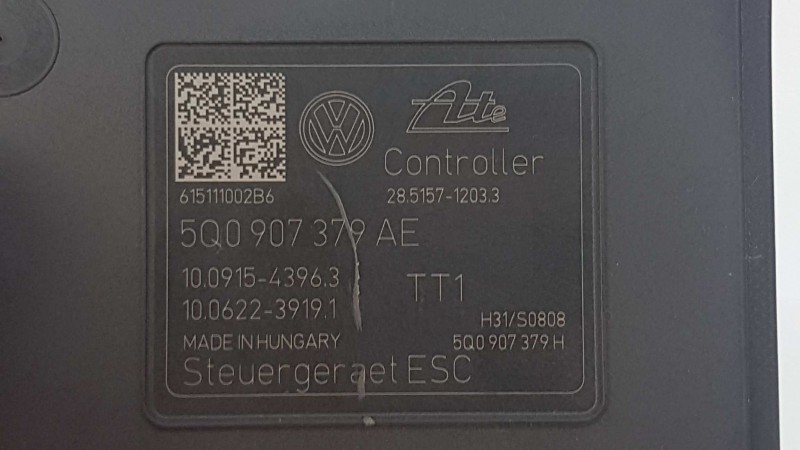 Ate
Controller
615111002B6
28.5157-1203.3
5Q0 907 379 AE
10.0915-4396.3
TT1
10.0622-3919.1
H31/S0808
MADE IN HUNGARY
5Q0 907 379 H
Steuergeraet ESC